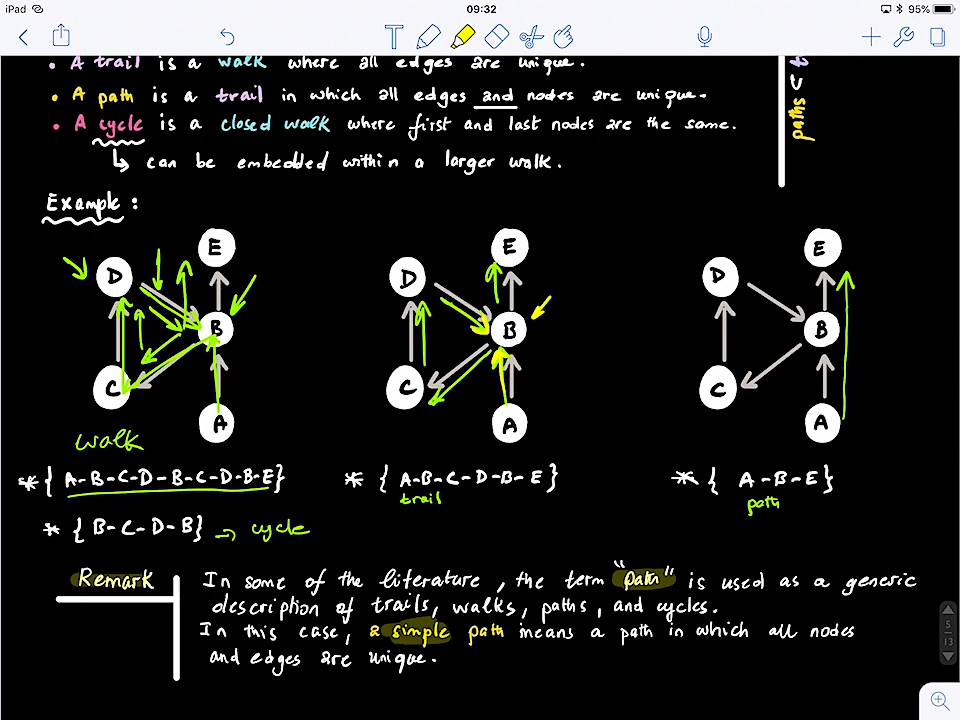 iPad 09:32 95%
T
• A trail is a walk where all edges are unique.
• A path is a trail in which all edges and nodes are unique.
• A cycle is a closed walk where first and last nodes are the same.
↳ can be embedded within a larger walk.
paths ⊂
Example :
E E E
D D D
B B B
C C C
A A A
walk
* { A-B-C-D-B-C-D-B-E} * { A-B-C-D-B-E} * { A-B-E}
trail path
* { B-C-D-B} → cycle
Remark
In some of the literature, the term "path" is used as a generic
description of trails, walks, paths, and cycles.
In this case, a simple path means a path in which all nodes
and edges are unique.
5
13